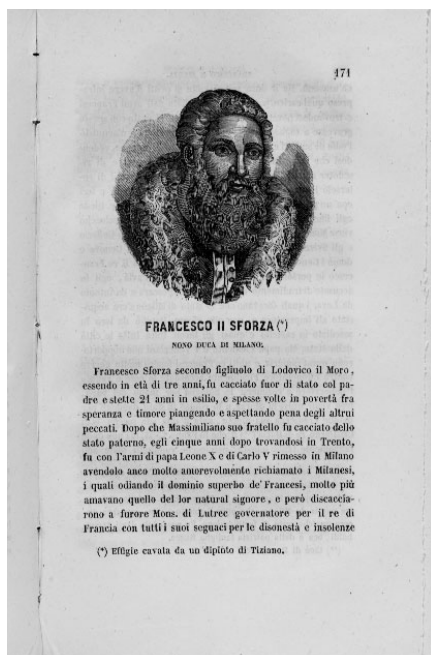 171
FRANCESCO II SFORZA (*)
NONO DUCA DI MILANO.
Francesco Sforza secondo figliuolo di Lodovico il Moro,
essendo in età di tre anni, fu cacciato fuor di stato col pa-
dre e stette 21 anni in esilio, e spesse volte in povertà fra
speranza e timore piangendo e aspettando pena degli altrui
peccati. Dopo che Massimiliano suo fratello fu cacciato dello
stato paterno, egli cinque anni dopo trovandosi in Trento,
fu con l'armi di papa Leone X e di Carlo V rimesso in Milano
avendolo anco molto amorevolmente richiamato i Milanesi,
i quali odiando il dominio superbo de' Francesi, molto più
amavano quello del lor natural signore, e però discaccia-
rono a furore Mons. di Lutrec governatore per il re di
Francia con tutti i suoi seguaci per le disonestà e insolenze
(*) Effigie cavata da un dipinto di Tiziano.